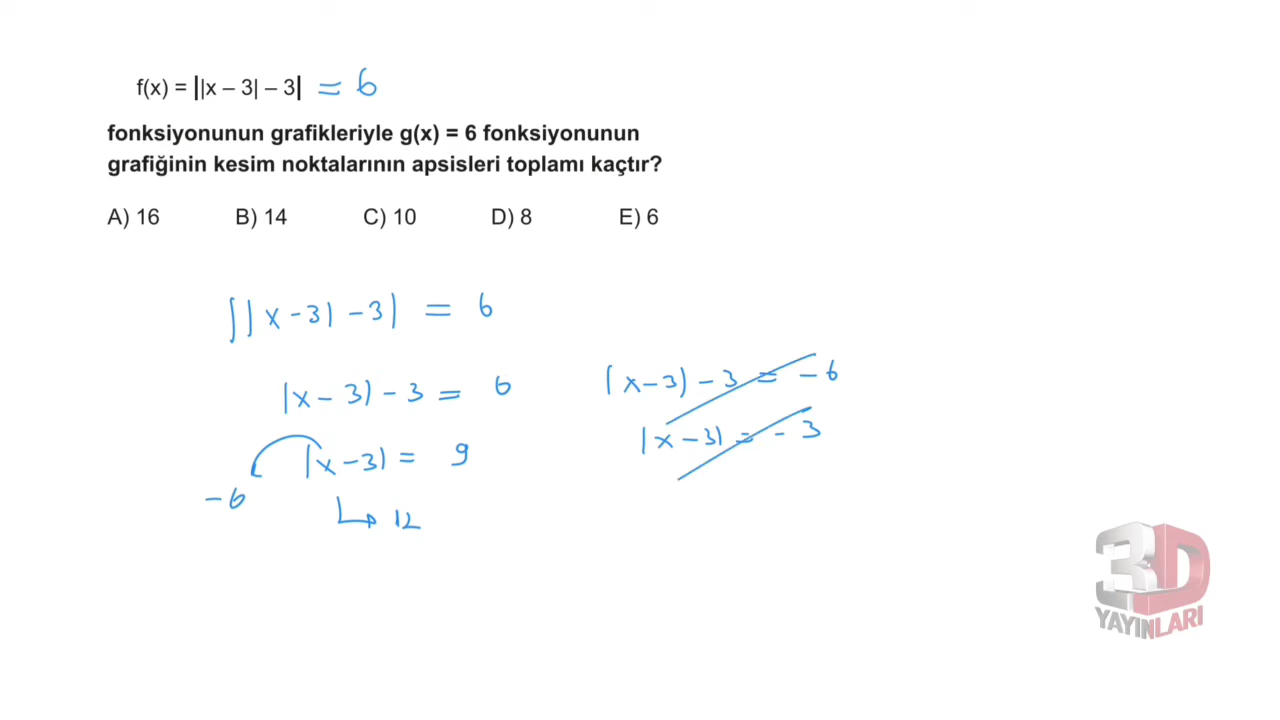 f(x) = ||x – 3| – 3| = 6
fonksiyonunun grafikleriyle g(x) = 6 fonksiyonunun
grafiğinin kesim noktalarının apsisleri toplamı kaçtır?
A) 16 B) 14 C) 10 D) 8 E) 6
||x - 3| - 3| = 6
|x - 3| - 3 = 6
|x - 3| - 3 = - 6
|x - 3| = 9
|x - 3| = - 3
- 6
12
3D
YAYINLARI